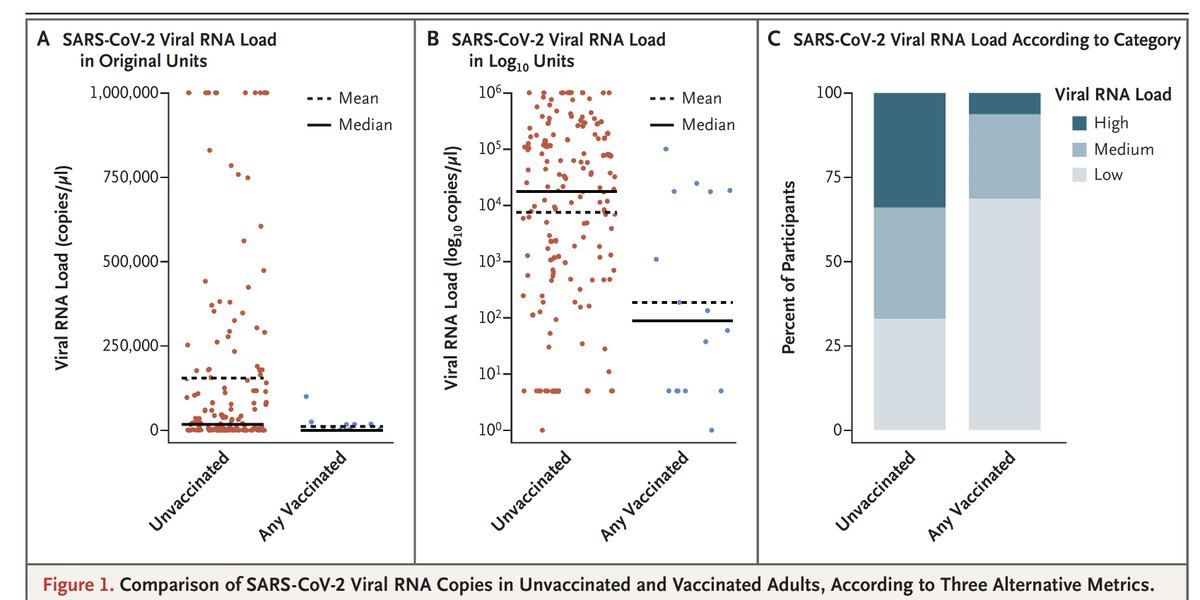 A SARS-CoV-2 Viral RNA Load
in Original Units
1,000,000
750,000
500,000
250,000
0
Viral RNA Load (copies/µl)
Mean
Median
Unvaccinated
Any Vaccinated
B SARS-CoV-2 Viral RNA Load
in Log₁₀ Units
10⁶
10⁵
10⁴
10³
10²
10¹
10⁰
Viral RNA Load (log₁₀ copies/µl)
Mean
Median
Unvaccinated
Any Vaccinated
C SARS-CoV-2 Viral RNA Load According to Category
100
75
50
25
0
Percent of Participants
Viral RNA Load
High
Medium
Low
Unvaccinated
Any Vaccinated
Figure 1. Comparison of SARS-CoV-2 Viral RNA Copies in Unvaccinated and Vaccinated Adults, According to Three Alternative Metrics.